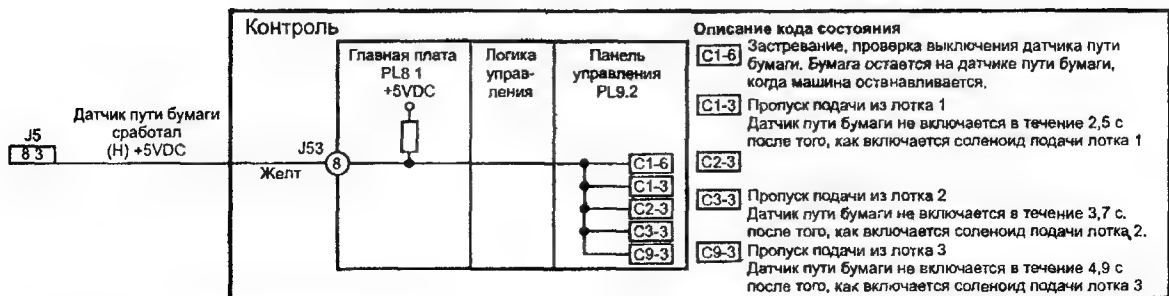 Контроль
Главная плата
PL8 1
+5VDC
Логика
управ-
ления
Панель
управления
PL9.2
Датчик пути бумаги
сработал
(H) +5VDC
J5
8 3
J53
8
Желт
C1-6
C1-3
C2-3
C3-3
C9-3
Описание кода состояния
C1-6 Застревание, проверка выключения датчика пути
бумаги. Бумага остается на датчике пути бумаги,
когда машина останавливается.
C1-3 Пропуск подачи из лотка 1
Датчик пути бумаги не включается в течение 2,5 с
после того, как включается соленоид подачи лотка 1
C2-3
C3-3 Пропуск подачи из лотка 2
Датчик пути бумаги не включается в течение 3,7 с.
после того, как включается соленоид подачи лотка 2.
C9-3 Пропуск подачи из лотка 3
Датчик пути бумаги не включается в течение 4,9 с
после того, как включается соленоид подачи лотка 3